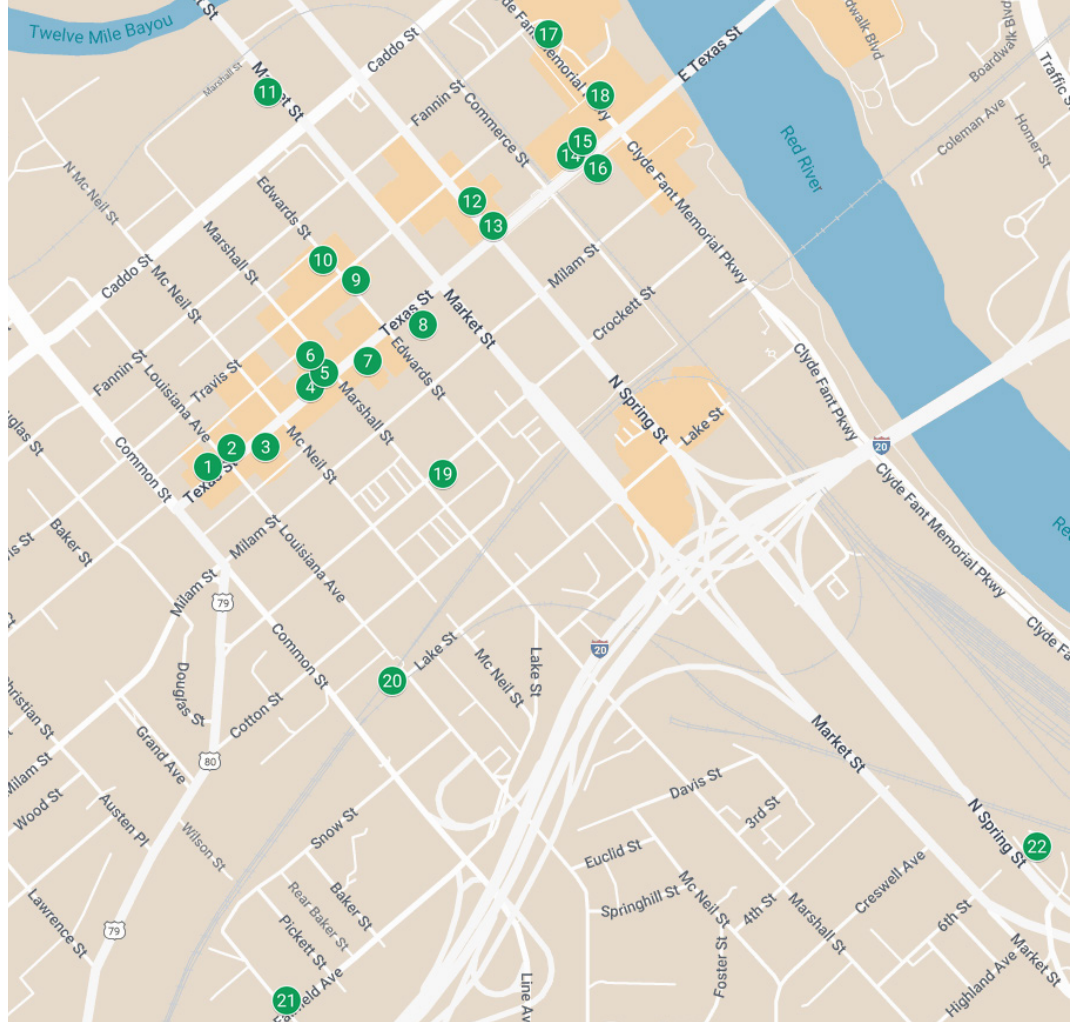 Twelve Mile Bayou
Marshall St
Market St
11
Caddo St
17
E Texas St
Boardwalk Blvd
Traffic St
Fannin St
Commerce St
18
Coleman Ave
Homer St
Red River
15
14
16
Clyde Fant Memorial Pkwy
N Mc Neil St
Edwards St
12
13
Marshall St
Mc Neil St
Caddo St
10
9
Milam St
Crockett St
Texas St
Market St
8
Fannin St
Louisiana Ave
Travis St
6
5
4
7
Edwards St
Marshall St
N Spring St
Lake St
Clyde Fant Pkwy
20
Common St
1
2
3
Texas St
Mc Neil St
19
Clyde Fant Memorial Pkwy
Baker St
Milam St
Louisiana Ave
Milam St
79
Common St
Lake St
20
Mc Neil St
Lake St
20
Douglas St
Cotton St
Grand Ave
80
Milam St
Wood St
Austen Pl
Wilson St
Snow St
Market St
Davis St
3rd St
N Spring St
22
Euclid St
Springhill St
Mc Neil St
4th St
Marshall St
Creswell Ave
6th St
Market St
Highland Ave
Foster St
Line Av
Lawrence St
79
Rear Baker St
Baker St
Pickett St
21